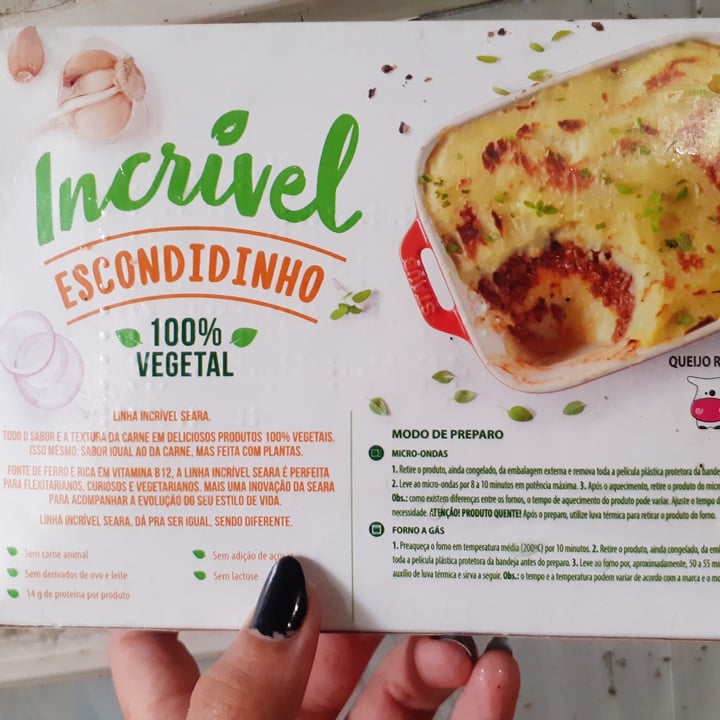 Incrível
ESCONDIDINHO
100%
VEGETAL
LINHA INCRÍVEL SEARA.
TODO O SABOR E A TEXTURA DA CARNE EM DELICIOSOS PRODUTOS 100% VEGETAIS.
ISSO MESMO: SABOR IGUAL AO DA CARNE, MAS FEITA COM PLANTAS.
FONTE DE FERRO E RICA EM VITAMINA B12, A LINHA INCRÍVEL SEARA É PERFEITA
PARA FLEXITARIANOS, CURIOSOS E VEGETARIANOS. MAIS UMA INOVAÇÃO DA SEARA
PARA ACOMPANHAR A EVOLUÇÃO DO SEU ESTILO DE VIDA.
LINHA INCRÍVEL SEARA. DÁ PRA SER IGUAL, SENDO DIFERENTE.
Sem carne animal
Sem derivados de ovo e leite
14 g de proteína por produto
Sem adição de
Sem lactose
STAUB
QUEIJO
MODO DE PREPARO
MICRO-ONDAS
1. Retire o produto, ainda congelado, da embalagem externa e remova toda a película plástica protetora da
2. Leve ao micro-ondas por 8 a 10 minutos em potência máxima. 3. Após o aquecimento, retire o produto do
Obs.: como existem diferenças entre os fornos, o tempo de aquecimento do produto pode variar. Ajuste o tempo
necessidade. ATENÇÃO! PRODUTO QUENTE! Após o preparo, utilize luva térmica para retirar o produto do forno.
FORNO A GÁS
1. Preaqueça o forno em temperatura média (200ºC) por 10 minutos. 2. Retire o produto, ainda congelado, da
toda a película plástica protetora da bandeja antes do preparo. 3. Leve ao forno por, aproximadamente, 50 a 55
auxílio de luva térmica e sirva a seguir. Obs.: o tempo e a temperatura podem variar de acordo com a marca e o